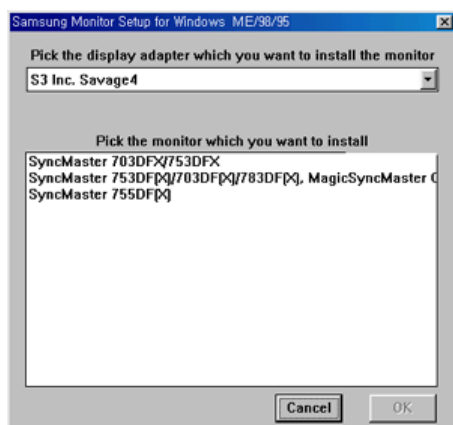 Samsung Monitor Setup for Windows ME/98/95
Pick the display adapter which you want to install the monitor
S3 Inc. Savage4
Pick the monitor which you want to install
SyncMaster 703DFX/753DFX
SyncMaster 753DF[X]/703DF[X]/783DF[X], MagicSyncMaster C
SyncMaster 755DF[X]
Cancel OK